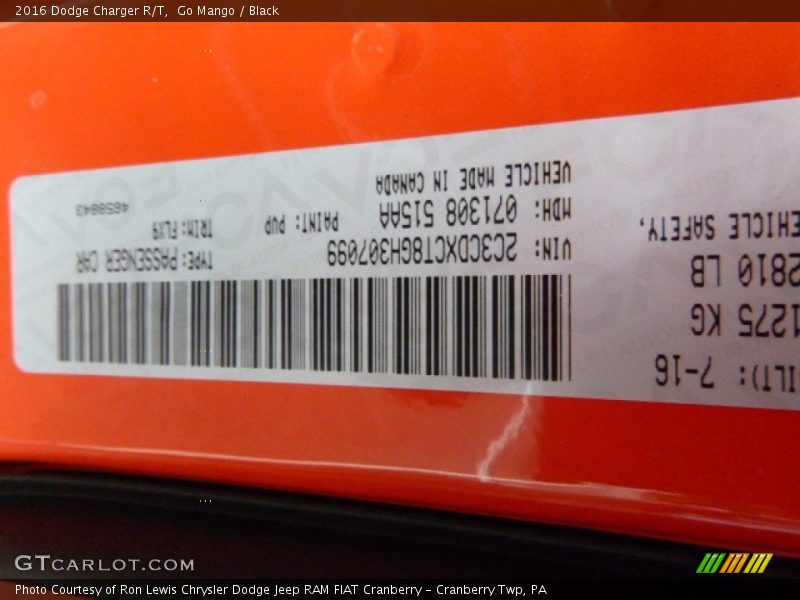 2016 Dodge Charger R/T,  Go Mango / Black
ILT): 7-16
1275 KG
2810 LB
EHICLE SAFETY,
VIN: 2C3CDXCT8GH307099
TYPE: PASSENGER CAR
MDH: 071308 515AA
PAINT: PVP
TRIM: FLX9
VEHICLE MADE IN CANADA
4658843
GTCARLOT.COM
Photo Courtesy of Ron Lewis Chrysler Dodge Jeep RAM FIAT Cranberry - Cranberry Twp, PA